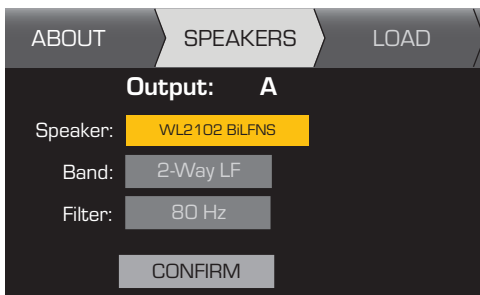 ABOUT SPEAKERS LOAD
Output: A
Speaker: WL2102 BiLFNS
Band: 2-Way LF
Filter: 80 Hz
CONFIRM